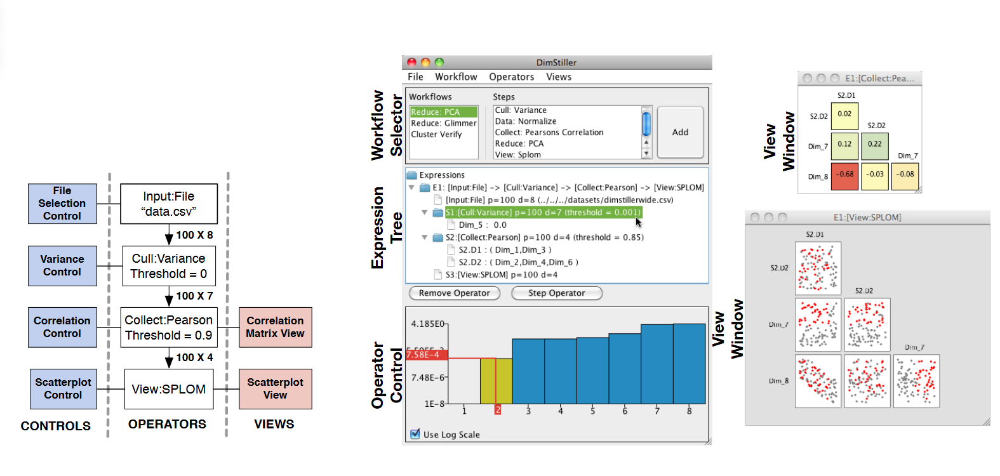 File
Selection
Control
Input:File
“data.csv”
100 X 8
Variance
Control
Cull:Variance
Threshold = 0
100 X 7
Correlation
Control
Collect:Pearson
Threshold = 0.9
Correlation
Matrix View
100 X 4
Scatterplot
Control
View:SPLOM
Scatterplot
View
CONTROLS
OPERATORS
VIEWS
DimStiller
File Workflow Operators Views
Workflow
Selector
Workflows
Reduce: PCA
Reduce: Glimmer
Cluster Verify
Steps
Cull: Variance
Data: Normalize
Collect: Pearsons Correlation
Reduce: PCA
View: Splom
Add
Expression
Tree
Expressions
E1: [Input:File] -> [Cull:Variance] -> [Collect:Pearson] -> [View:SPLOM]
[Input:File] p=100 d=8 (../../../datasets/dimstillerwide.csv)
S1:[Cull:Variance] p=100 d=7 (threshold = 0.001)
Dim_5 : 0.0
S2:[Collect:Pearson] p=100 d=4 (threshold = 0.85)
S2.D1 : ( Dim_1,Dim_3 )
S2.D2 : ( Dim_2,Dim_4,Dim_6 )
S3:[View:SPLOM] p=100 d=4
Remove Operator
Step Operator
Operator
Control
4.185E0
7.58E-4
7.48E-6
1E-8
1 2 3 4 5 6 7 8
Use Log Scale
View
Window
E1:[Collect:Pea...
S2.D1
S2.D2 0.02
S2.D2
Dim_7 0.12 0.22
Dim_7
Dim_8 -0.68 -0.03 -0.08
View
Window
E1:[View:SPLOM]
S2.D1
S2.D2
S2.D2
Dim_7
Dim_7
Dim_8